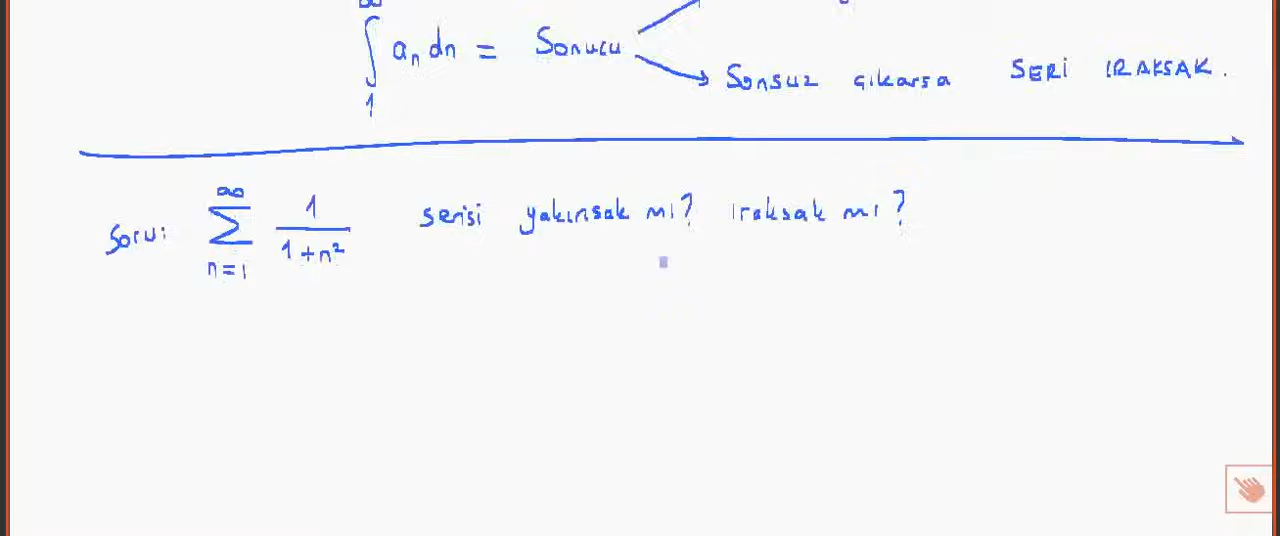 ∫₁^∞ aₙ dn = Sonucu
Sonsuz çıkarsa SERİ IRAKSAK.
Soru: ∑_{n=1}^{∞} 1/(1+n²) serisi yakınsak mı? ıraksak mı?